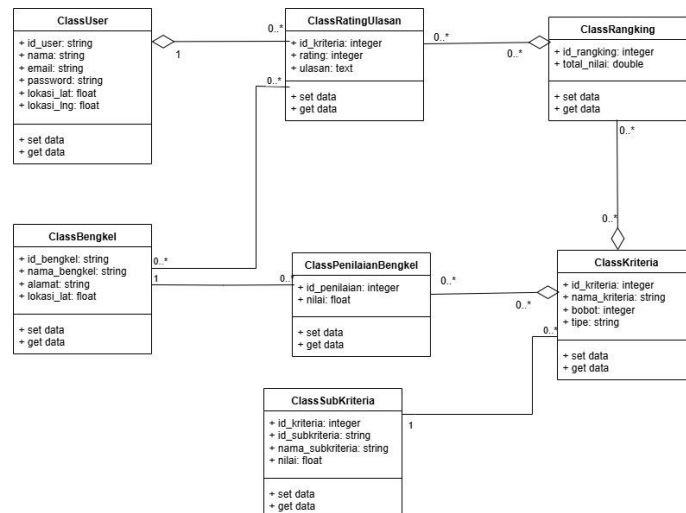 ClassUser
+ id_user: string
+ nama: string
+ email: string
+ password: string
+ lokasi_lat: float
+ lokasi_lng: float
+ set data
+ get data
1
0..*
ClassRatingUlasan
+ id_kriteria: integer
+ rating: integer
+ ulasan: text
+ set data
+ get data
0..*
0..*
0..*
ClassRangking
+ id_rangking: integer
+ total_nilai: double
+ set data
+ get data
0..*
0..*
ClassBengkel
+ id_bengkel: string
+ nama_bengkel: string
+ alamat: string
+ lokasi_lat: float
+ set data
+ get data
0..*
1
0..*
ClassPenilaianBengkel
+ id_penilaian: integer
+ nilai: float
+ set data
+ get data
0..*
0..*
ClassKriteria
+ id_kriteria: integer
+ nama_kriteria: string
+ bobot: integer
+ tipe: string
+ set data
+ get data
0..*
ClassSubKriteria
+ id_kriteria: integer
+ id_subkriteria: string
+ nama_subkriteria: string
+ nilai: float
+ set data
+ get data
1